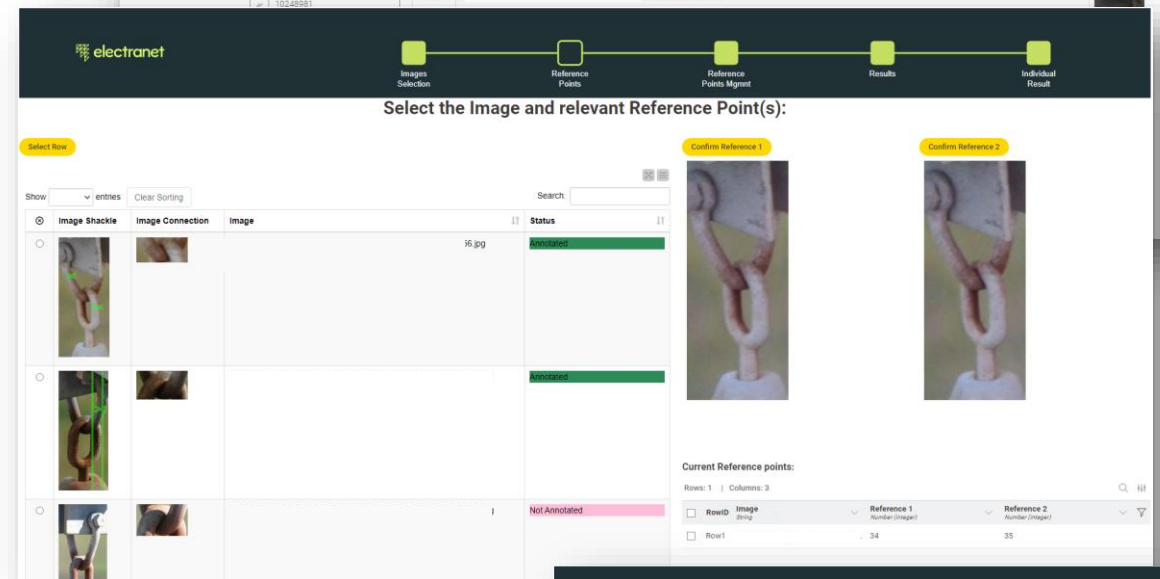 10248981
electranet
Images Selection
Reference Points
Reference Points Mgmnt
Results
Individual Result
Select the Image and relevant Reference Point(s):
Select Row
Confirm Reference 1
Confirm Reference 2
Show entries Clear Sorting
Search:
Image Shackle Image Connection Image Status
6.jpg Annotated
Annotated
Not Annotated
Current Reference points:
Rows: 1 | Columns: 3
RowID Image String Reference 1 Number (integer) Reference 2 Number (integer)
Row1 34 35